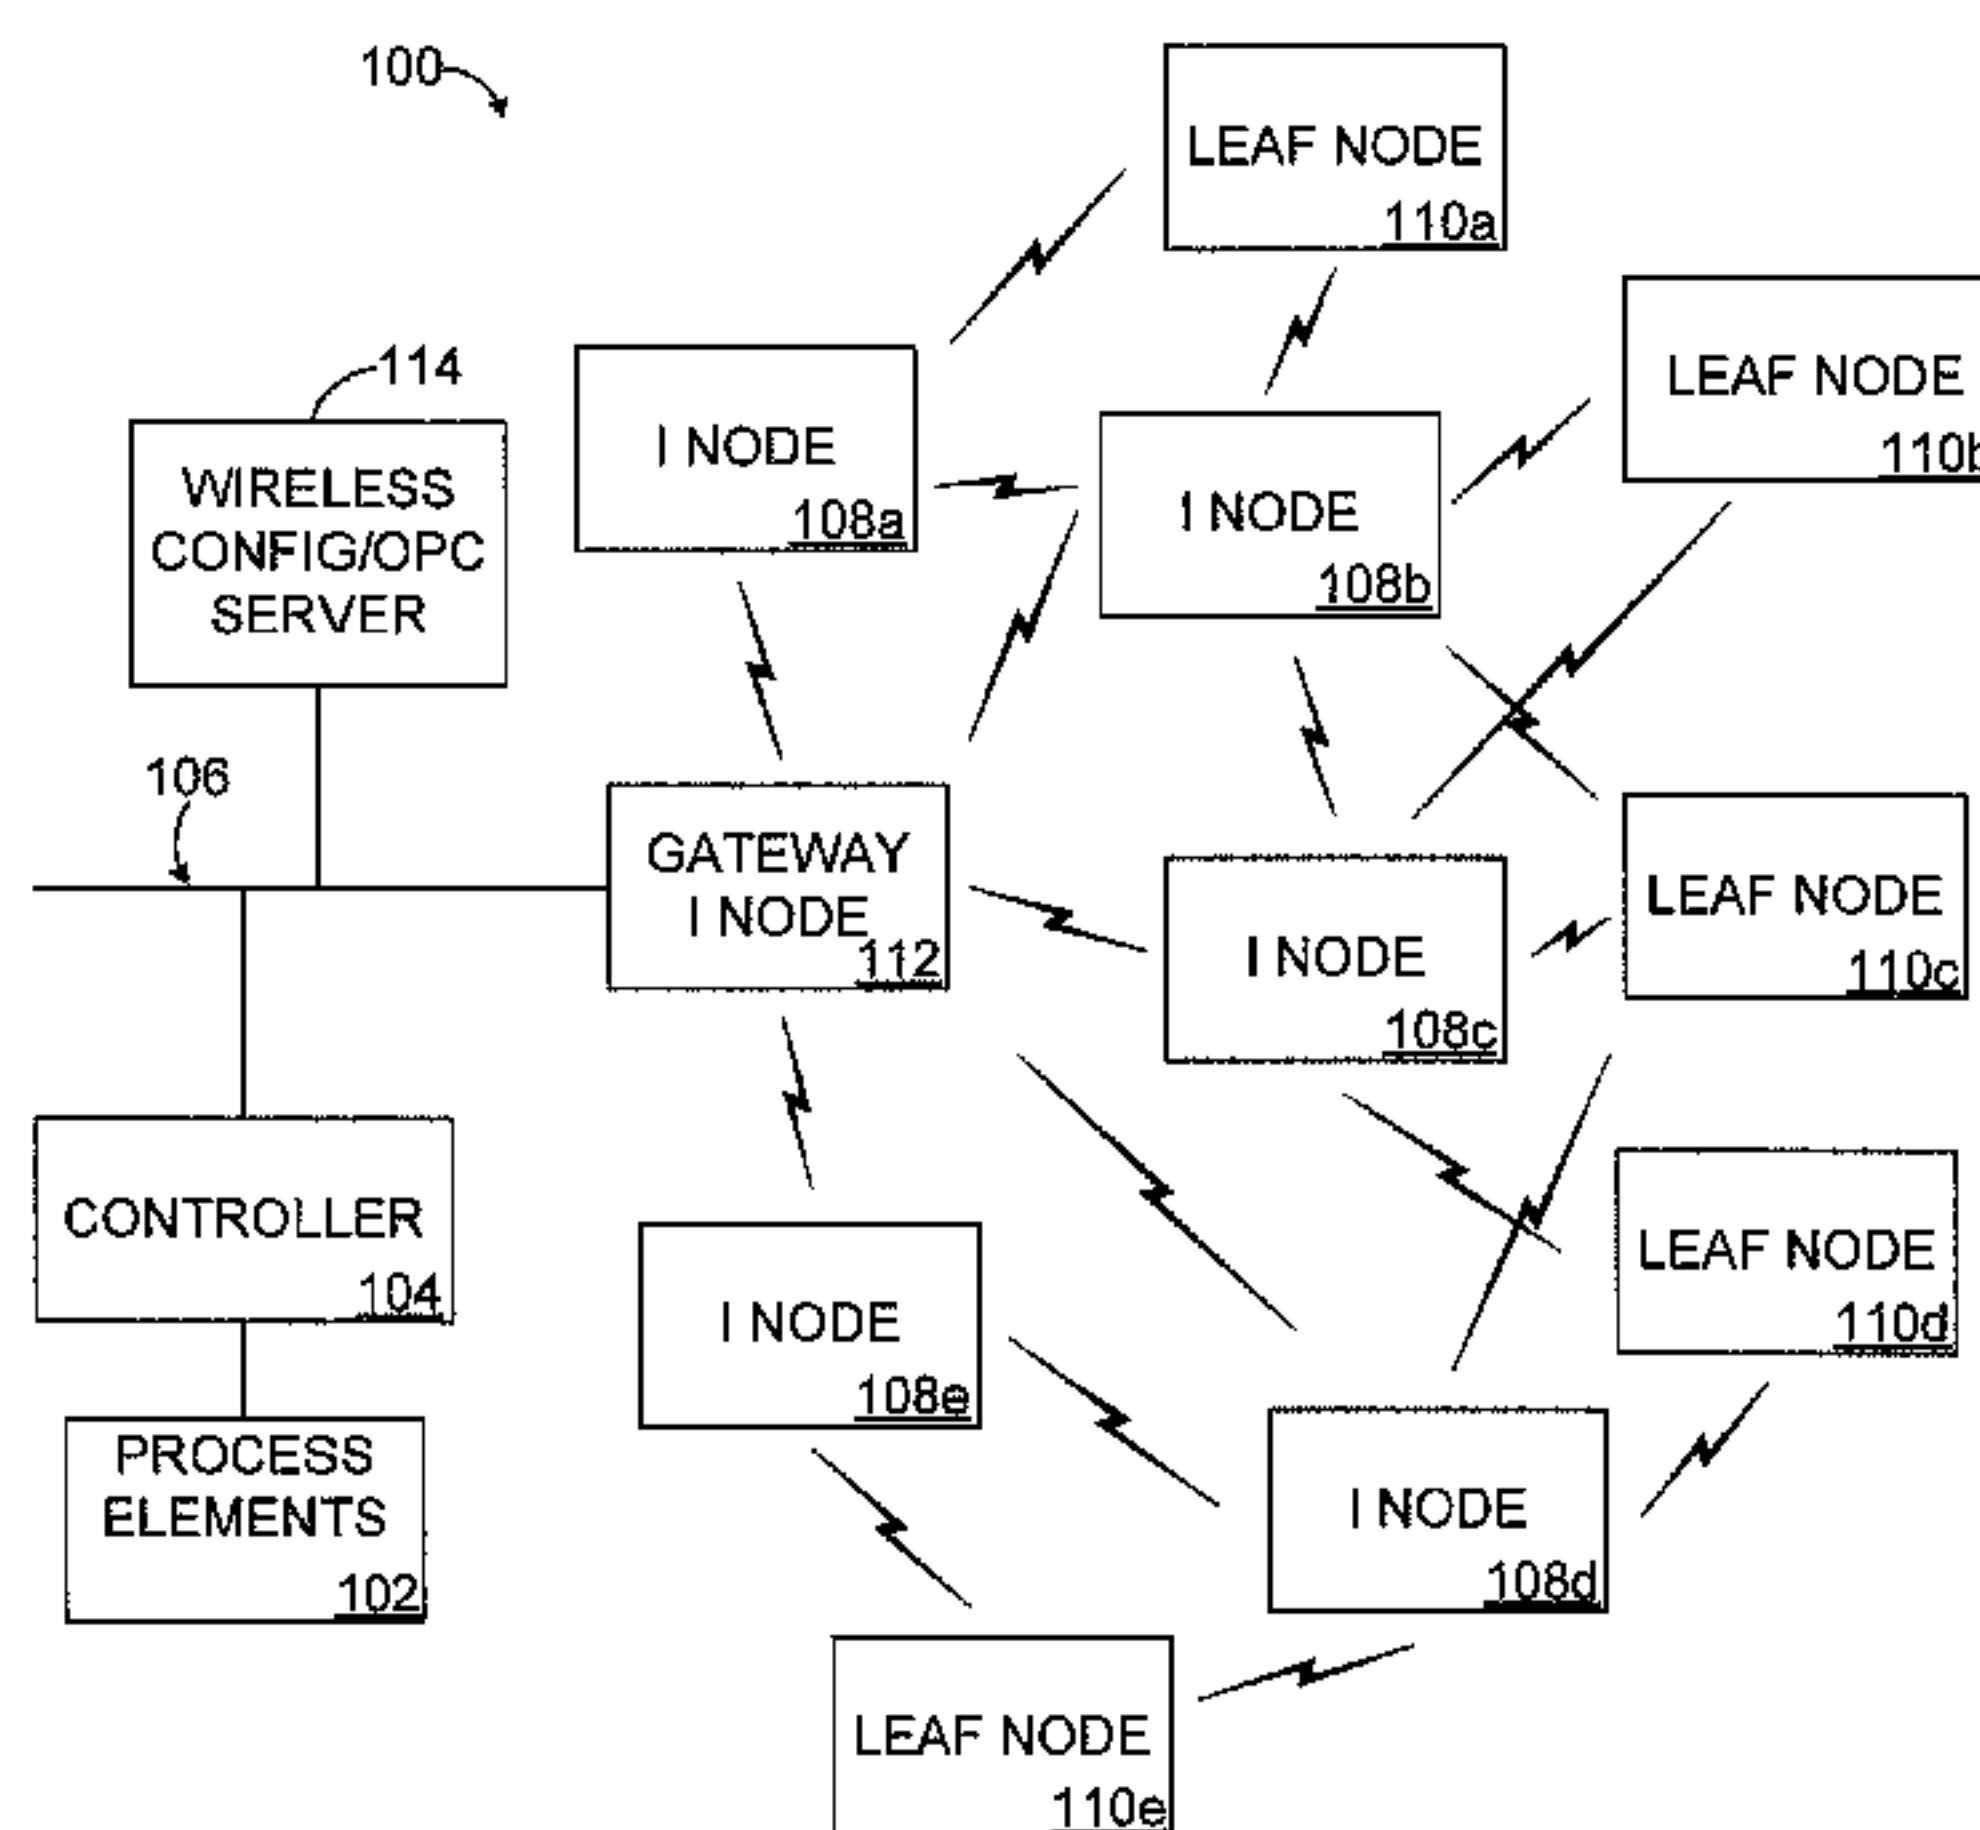 100
LEAF NODE
110a
114
I NODE
108a
LEAF NODE
110b
WIRELESS
CONFIG/OPC
SERVER
I NODE
108b
106
GATEWAY
I NODE
112
I NODE
108c
LEAF NODE
110c
CONTROLLER
104
LEAF NODE
110d
I NODE
108e
PROCESS
ELEMENTS
102
I NODE
108d
LEAF NODE
110e